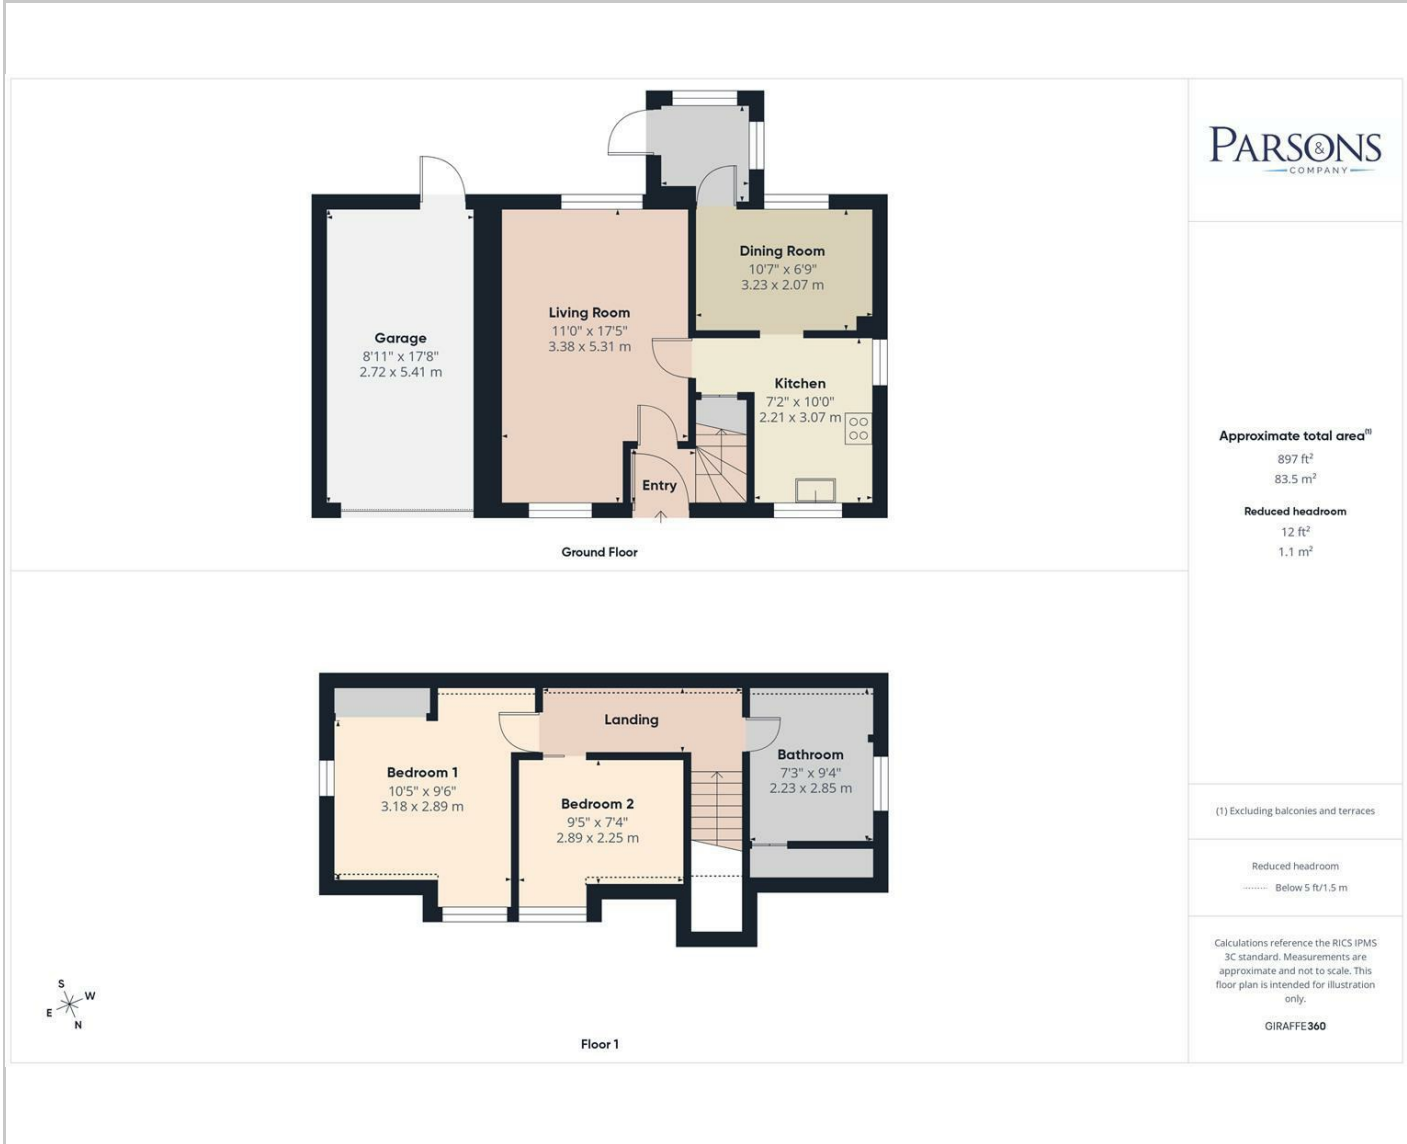 Dining Room
10'7" x 6'9"
3.23 x 2.07 m
Living Room
11'0" x 17'5"
3.38 x 5.31 m
Garage
8'11" x 17'8"
2.72 x 5.41 m
Kitchen
7'2" x 10'0"
2.21 x 3.07 m
Entry
Ground Floor
Landing
Bedroom 1
10'5" x 9'6"
3.18 x 2.89 m
Bedroom 2
9'5" x 7'4"
2.89 x 2.25 m
Bathroom
7'3" x 9'4"
2.23 x 2.85 m
S
W
E
N
Floor 1
PARSONS
&
COMPANY
Approximate total area(1)
897 ft²
83.5 m²
Reduced headroom
12 ft²
1.1 m²
(1) Excluding balconies and terraces
Reduced headroom
Below 5 ft/1.5 m
Calculations reference the RICS IPMS
3C standard. Measurements are
approximate and not to scale. This
floor plan is intended for illustration
only.
GIRAFFE360